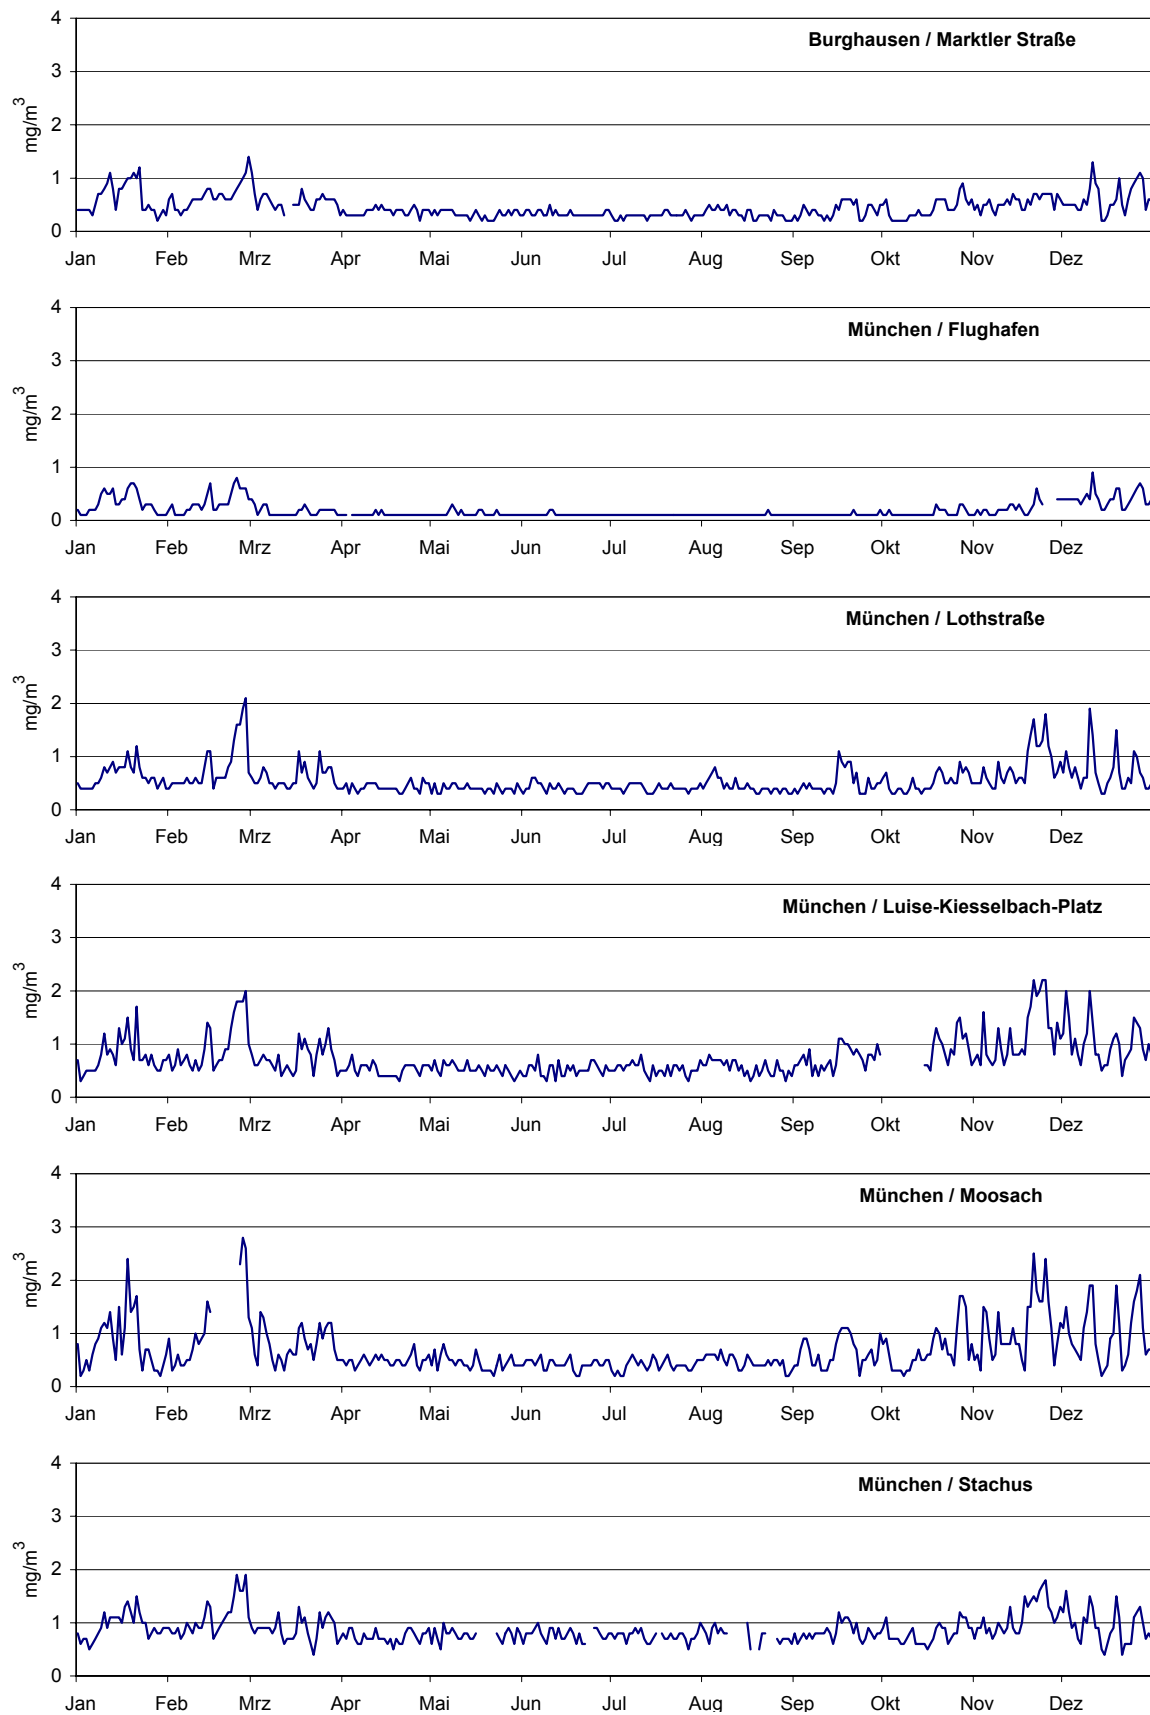 Burghausen / Marktler Straße
mg/m³
4
3
2
1
0
Jan Feb Mrz Apr Mai Jun Jul Aug Sep Okt Nov Dez
München / Flughafen
mg/m³
4
3
2
1
0
Jan Feb Mrz Apr Mai Jun Jul Aug Sep Okt Nov Dez
München / Lothstraße
mg/m³
4
3
2
1
0
Jan Feb Mrz Apr Mai Jun Jul Aug Sep Okt Nov Dez
München / Luise-Kiesselbach-Platz
mg/m³
4
3
2
1
0
Jan Feb Mrz Apr Mai Jun Jul Aug Sep Okt Nov Dez
München / Moosach
mg/m³
4
3
2
1
0
Jan Feb Mrz Apr Mai Jun Jul Aug Sep Okt Nov Dez
München / Stachus
mg/m³
4
3
2
1
0
Jan Feb Mrz Apr Mai Jun Jul Aug Sep Okt Nov Dez